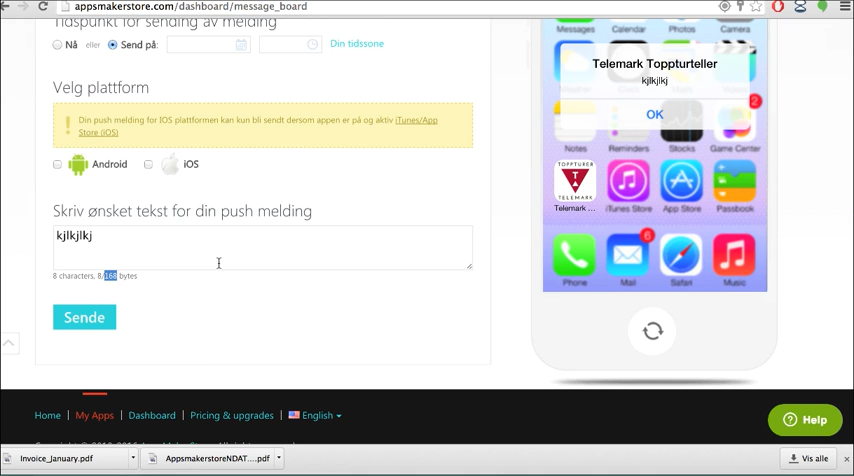 appsmakerstore.com/dashboard/message_board
Tidspunkt for sending av melding
Nå eller Send på: Din tidssone
Velg plattform
Din push melding for IOS plattformen kan kun bli sendt dersom appen er på og aktiv iTunes/App
Store (iOS)
Android iOS
Skriv ønsket tekst for din push melding
kjlkjlkj
8 characters, 8/168 bytes
Sende
Messages Calendar Photos Camera
Telemark Toppturteller
kjlkjlkj
OK
2
Notes Reminders Stocks Game Center
TOPPTURER
TELEMARK
Telemark ... iTunes Store App Store Passbook
6
Phone Mail Safari Music
Home | My Apps | Dashboard | Pricing & upgrades | English
Help
Invoice_January.pdf AppsmakerstoreNDAT....pdf Vis alle